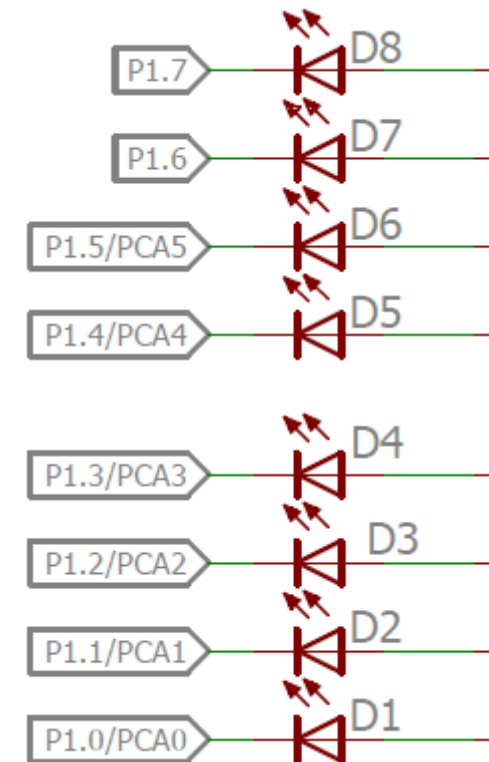 P1.7 D8
P1.6 D7
P1.5/PCA5 D6
P1.4/PCA4 D5
P1.3/PCA3 D4
P1.2/PCA2 D3
P1.1/PCA1 D2
P1.0/PCA0 D1